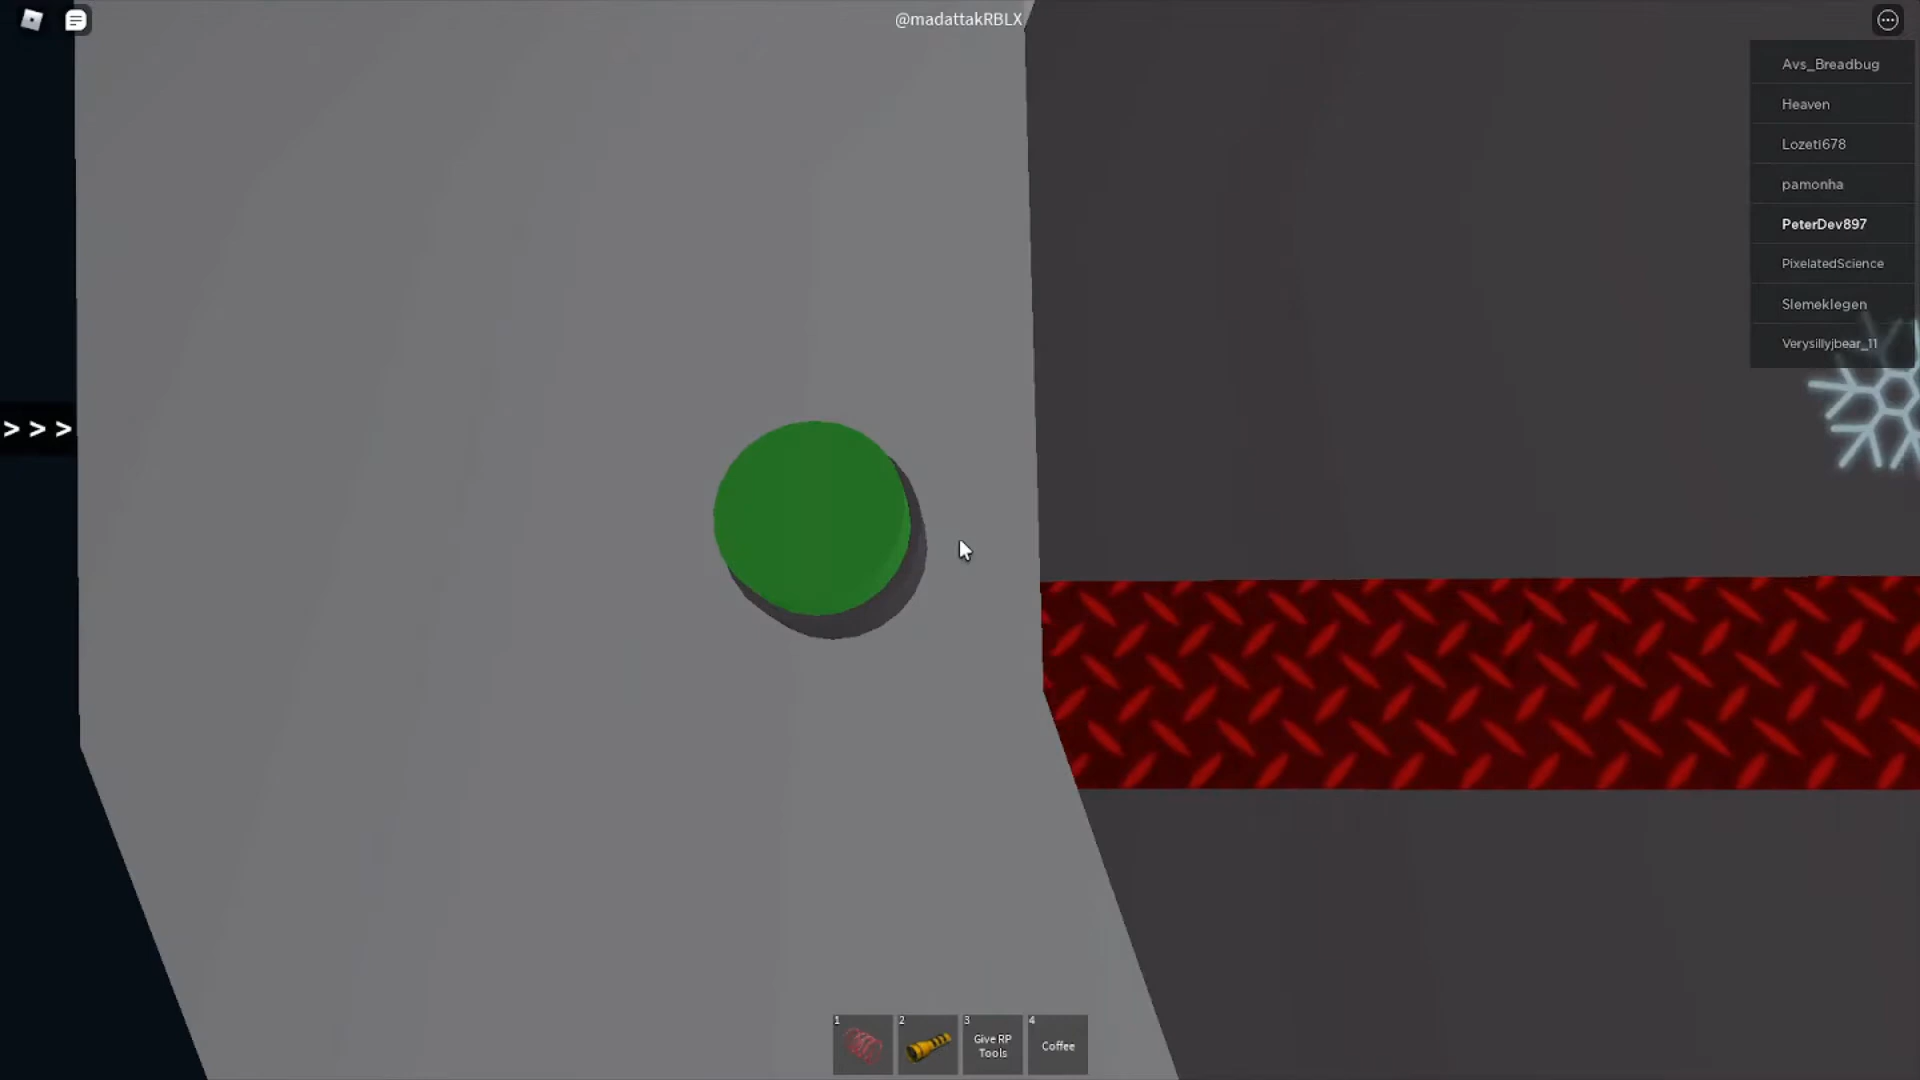 @madattakRBLX
Avs_Breadbug
Heaven
Lozeti678
pamonha
PeterDev897
PixelatedScience
Slemeklegen
Verysillyjbear_11
> > >
1
2
3
Give RP
Tools
4
Coffee